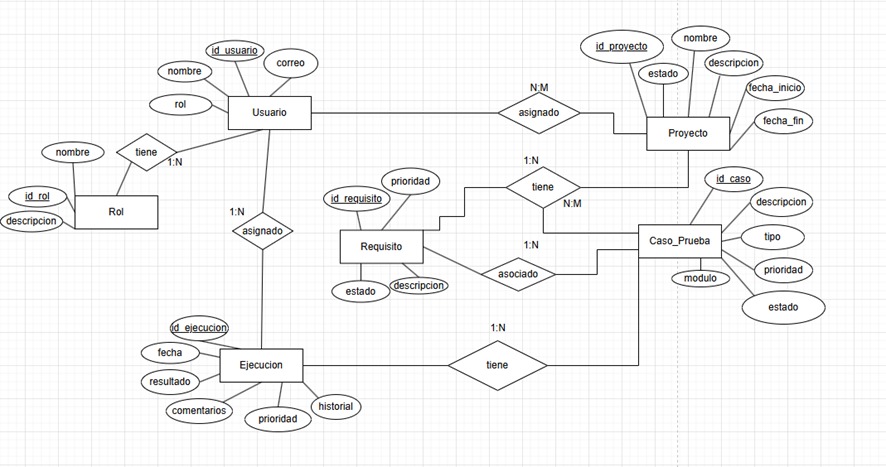 id_usuario
correo
nombre
rol
Usuario
N:M
asignado
id_proyecto
nombre
estado
descripcion
fecha_inicio
fecha_fin
Proyecto
tiene
1:N
nombre
id_rol
descripcion
Rol
1:N
asignado
prioridad
id_requisito
Requisito
estado
descripcion
1:N
tiene
N:M
1:N
asociado
id_caso
descripcion
tipo
prioridad
estado
modulo
Caso_Prueba
id_ejecucion
fecha
resultado
comentarios
prioridad
historial
Ejecucion
1:N
tiene